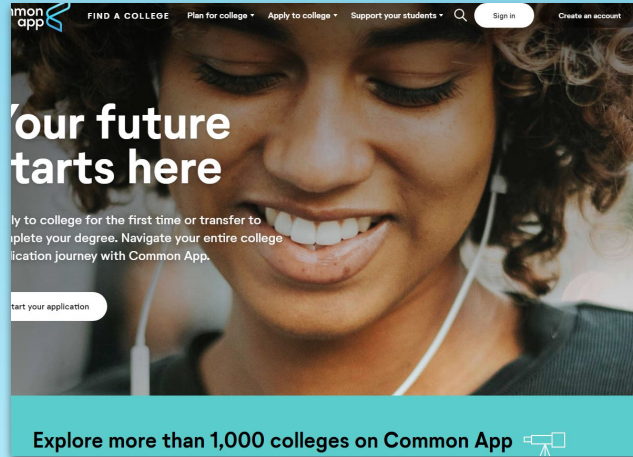 mmon
app
FIND A COLLEGE Plan for college Apply to college Support your students Sign in Create an account
our future
tarts here
ly to college for the first time or transfer to
plete your degree. Navigate your entire college
lication journey with Common App.
tart your application
Explore more than 1,000 colleges on Common App